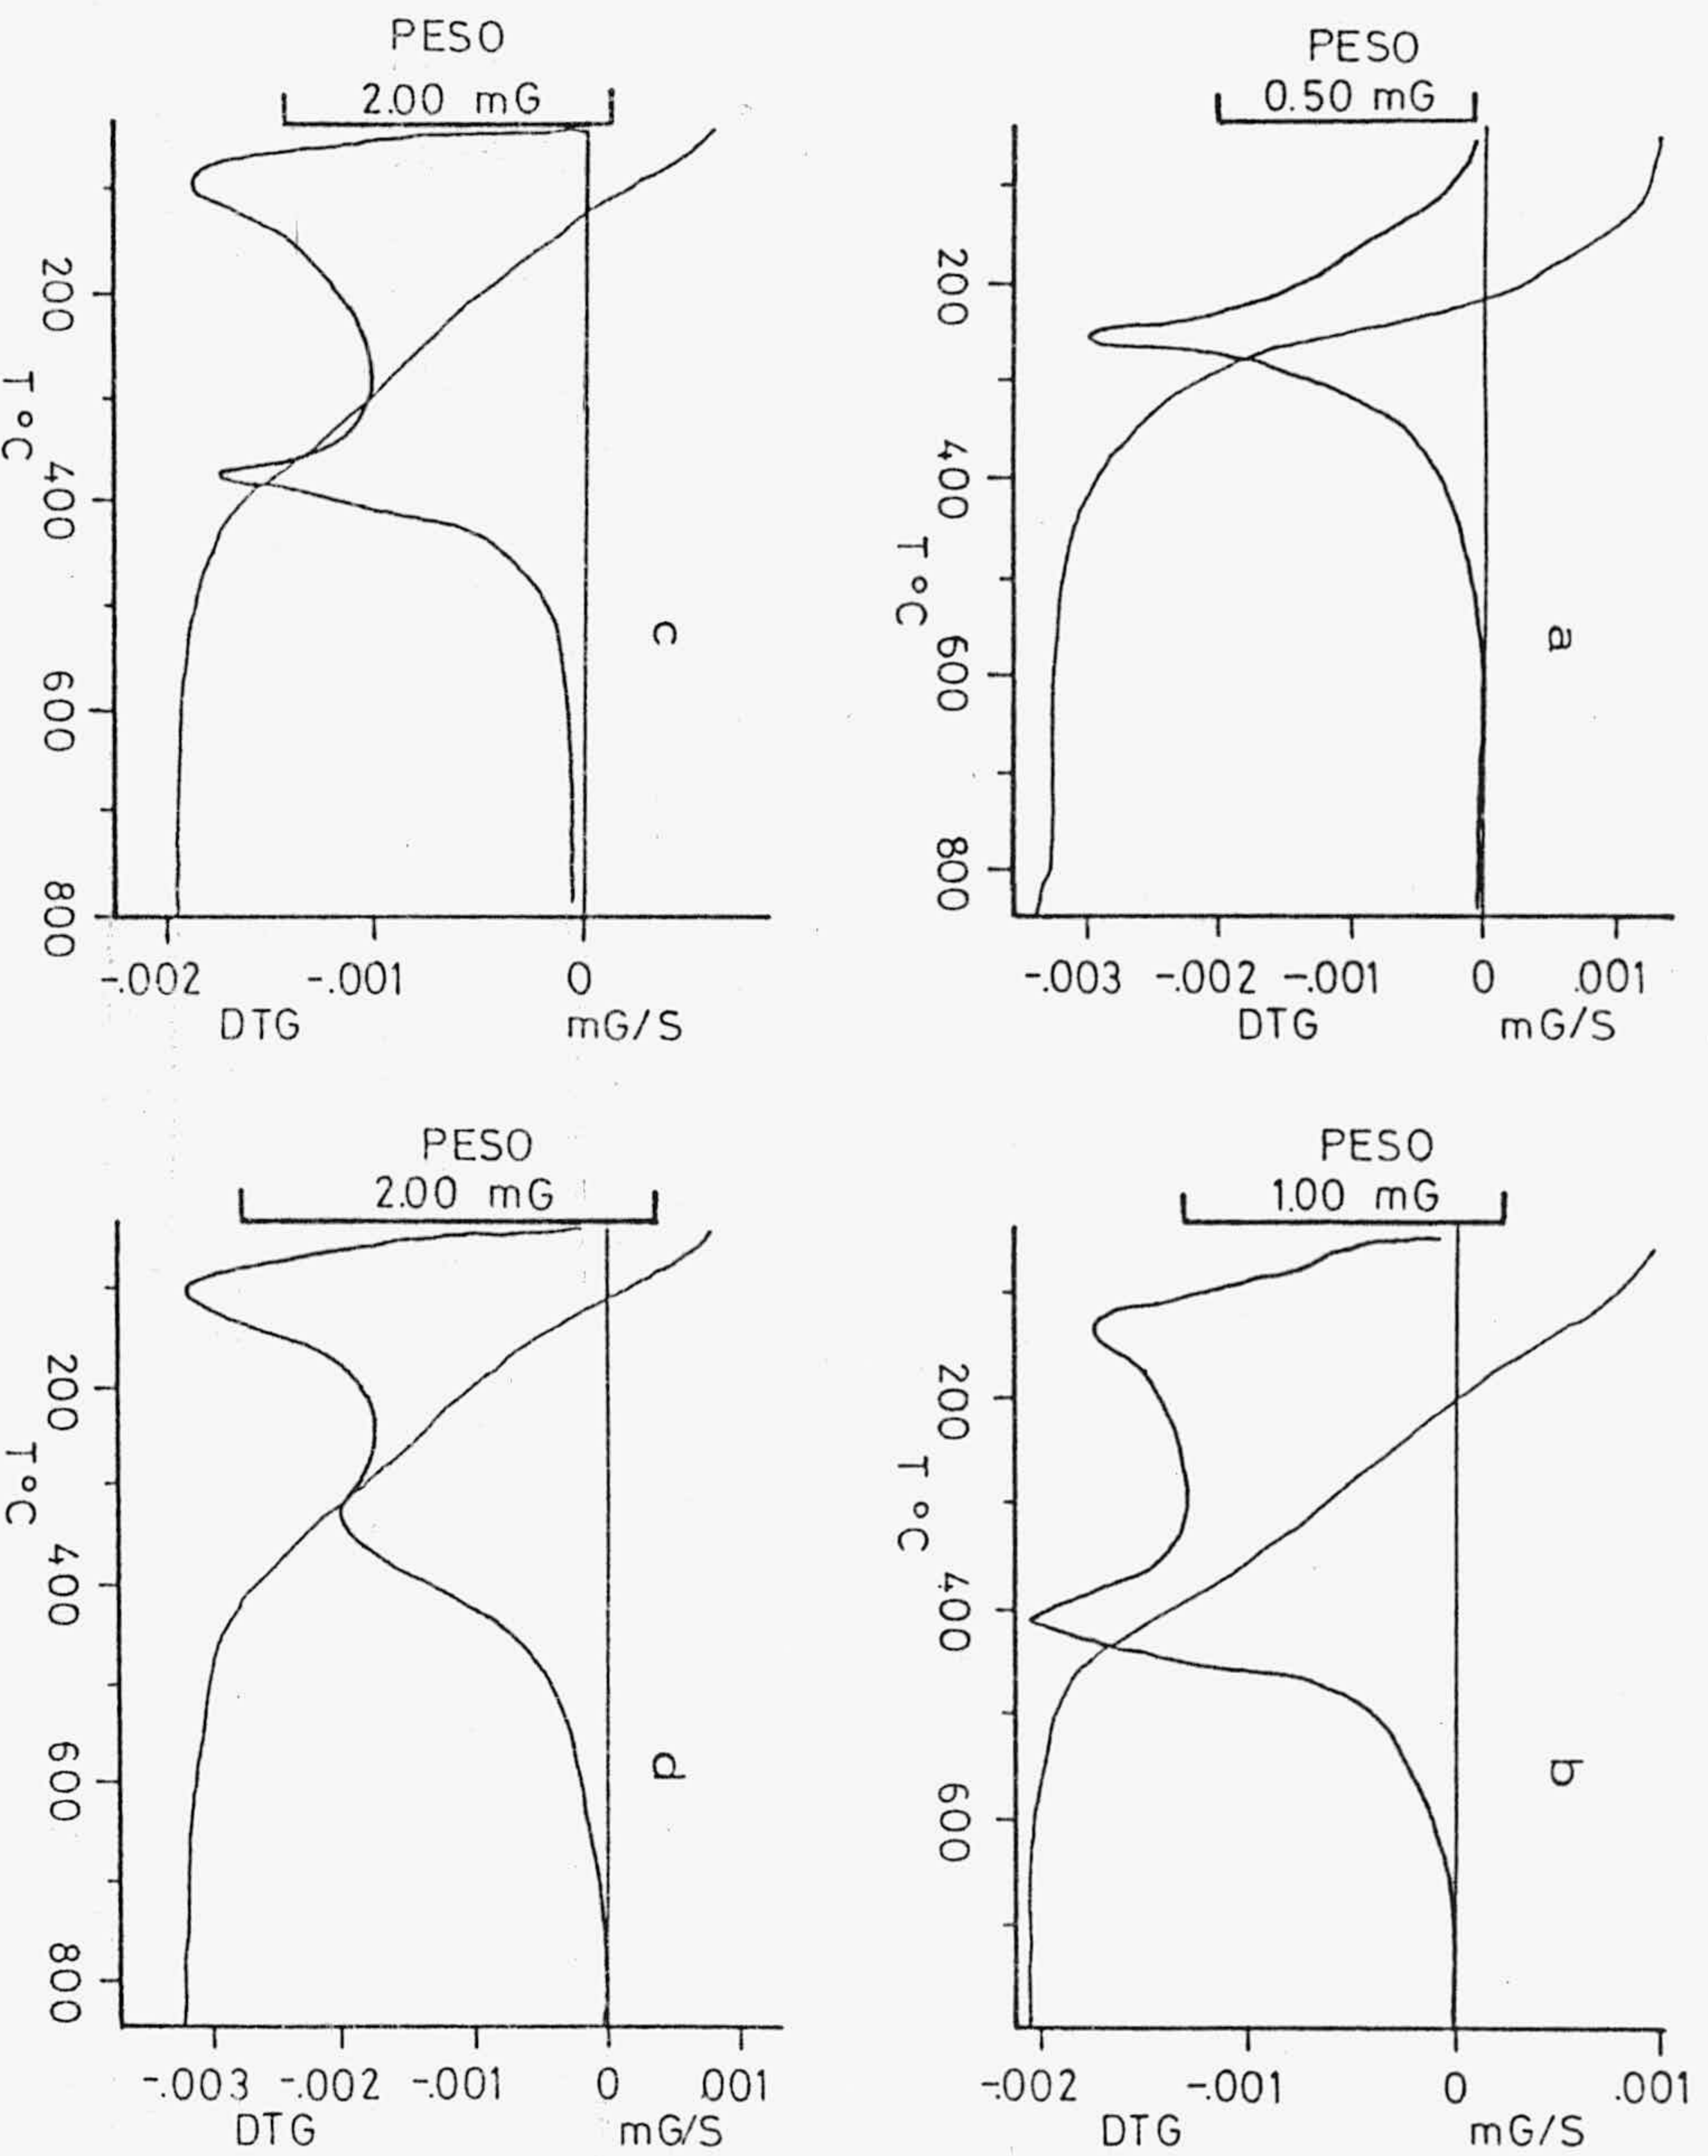 PESO
2.00 mG
200
400
600
800
T °C
c
-.002 -.001 0
DTG mG/S
PESO
0.50 mG
200
400
600
800
T °C
a
-.003 -.002 -.001 0 .001
DTG mG/S
PESO
2.00 mG
200
400
600
800
T °C
d
-.003 -.002 -.001 0 .001
DTG mG/S
PESO
1.00 mG
200
400
600
T °C
b
-.002 -.001 0 .001
DTG mG/S